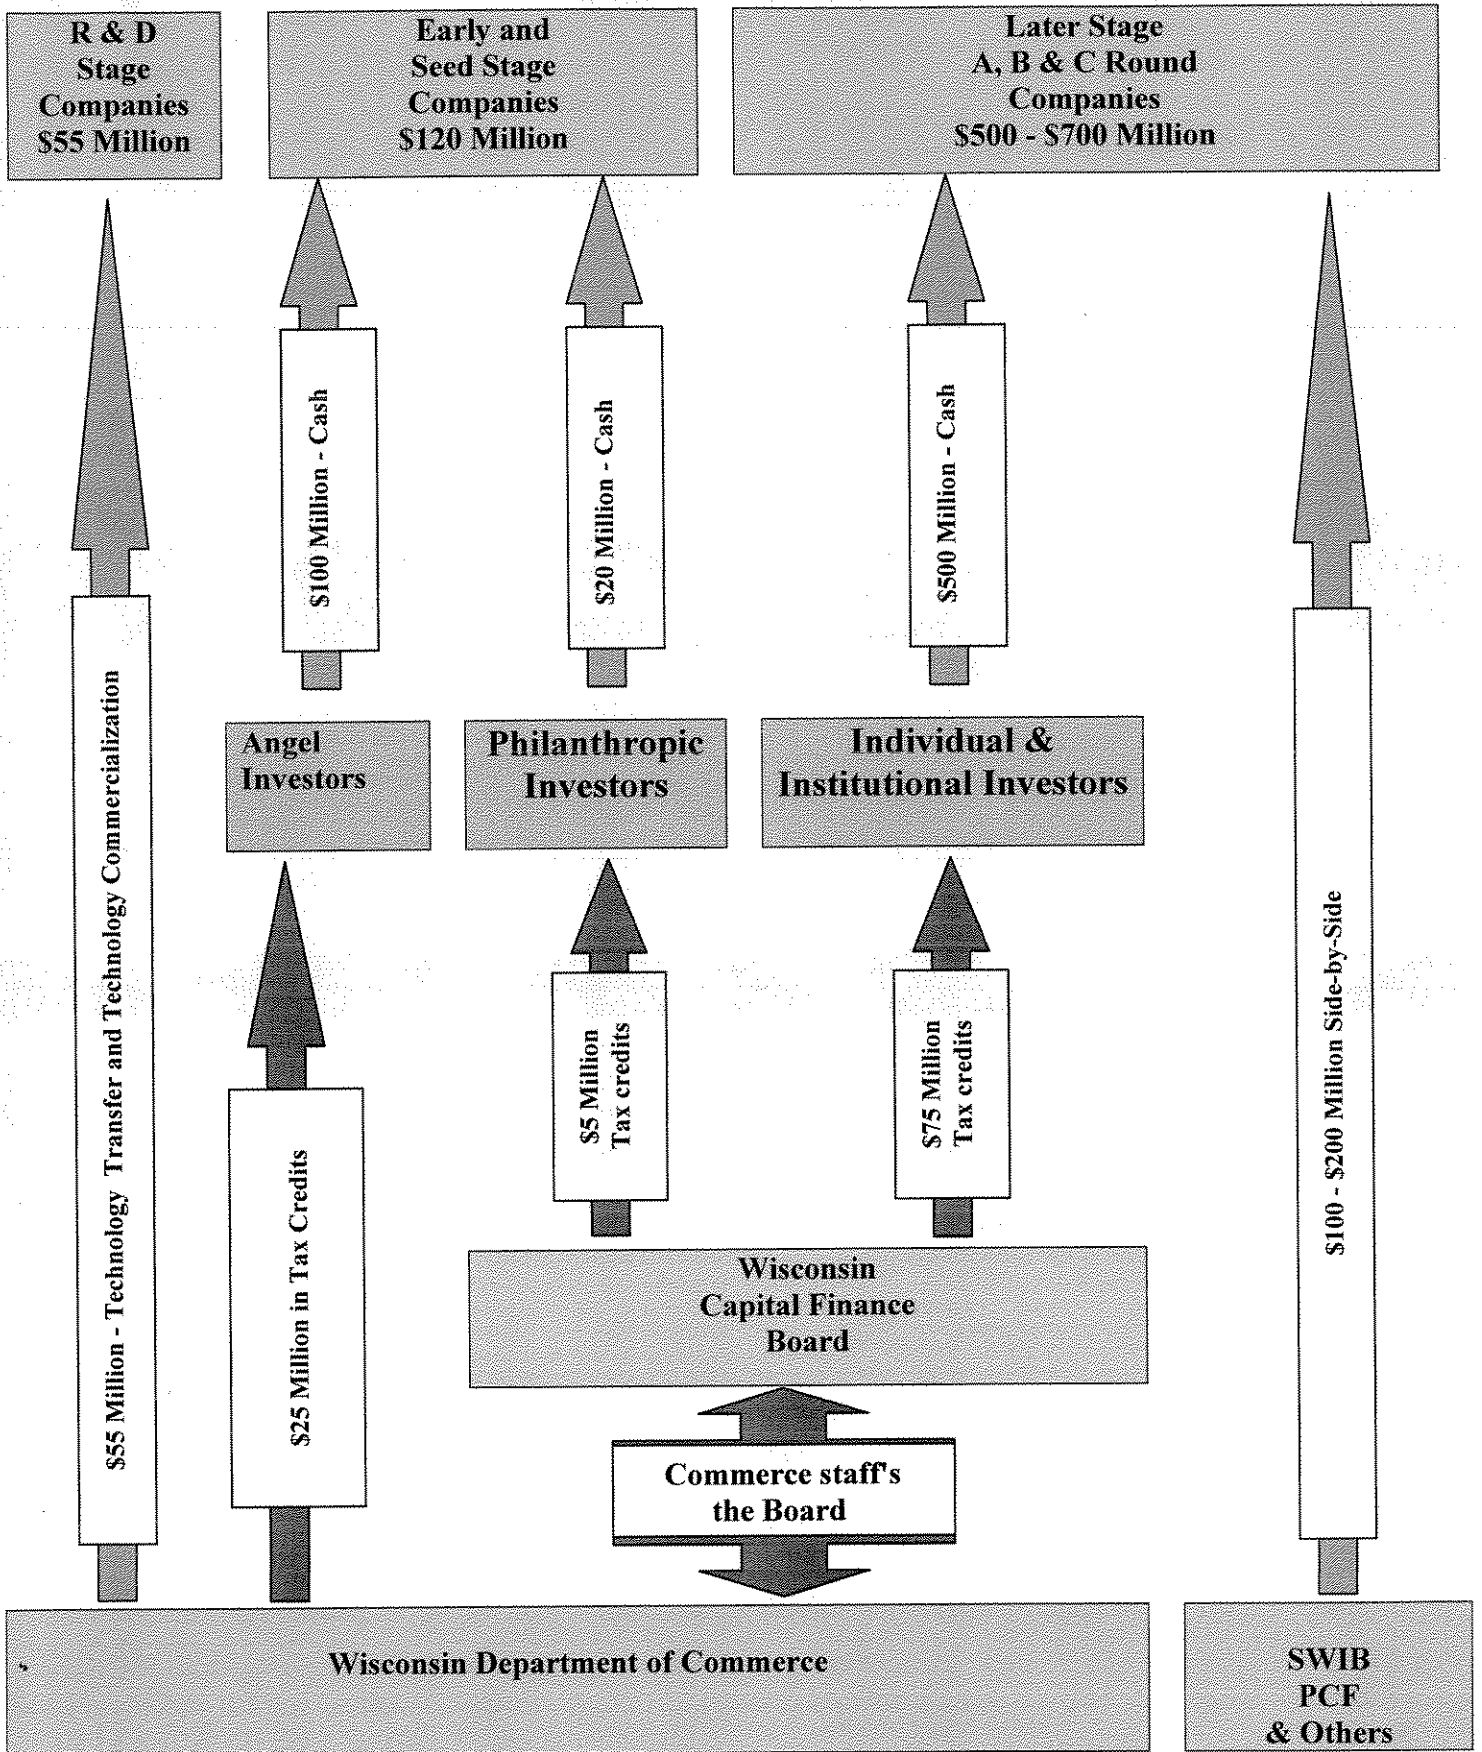 R & D
Stage
Companies
$55 Million
Early and
Seed Stage
Companies
$120 Million
Later Stage
A, B & C Round
Companies
$500 - $700 Million
$100 Million - Cash
$20 Million - Cash
$500 Million - Cash
$55 Million - Technology Transfer and Technology Commercialization
Angel
Investors
Philanthropic
Investors
Individual &
Institutional Investors
$25 Million in Tax Credits
$5 Million
Tax credits
$75 Million
Tax credits
$100 - $200 Million Side-by-Side
Wisconsin
Capital Finance
Board
Commerce staff's
the Board
Wisconsin Department of Commerce
SWIB
PCF
& Others